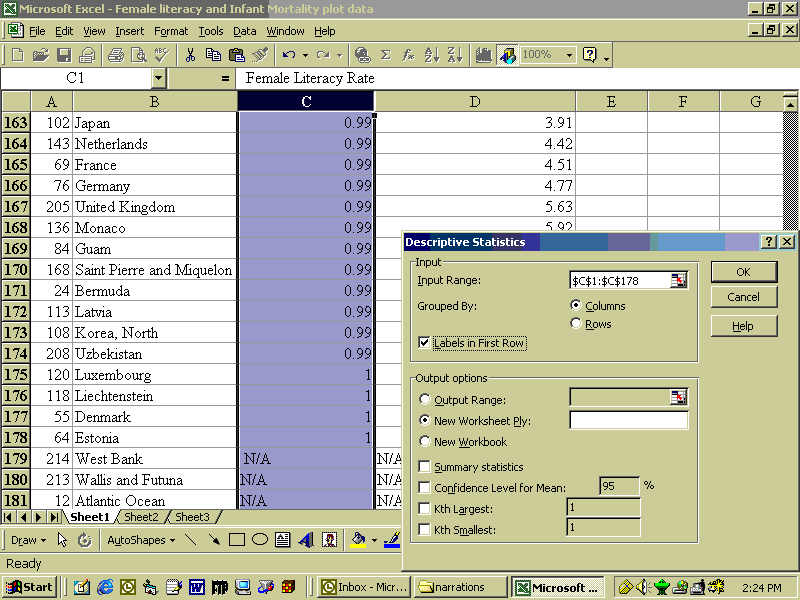 Microsoft Excel - Female literacy and Infant Mortality plot data
File Edit View Insert Format Tools Data Window Help
100%
C1 = Female Literacy Rate
A B C D E F G
163 102 Japan 0.99 3.91
164 143 Netherlands 0.99 4.42
165 69 France 0.99 4.51
166 76 Germany 0.99 4.77
167 205 United Kingdom 0.99 5.63
168 136 Monaco 0.99 5.92
169 84 Guam 0.99
170 168 Saint Pierre and Miquelon 0.99
171 24 Bermuda 0.99
172 113 Latvia 0.99
173 108 Korea, North 0.99
174 208 Uzbekistan 0.99
175 120 Luxembourg 1
176 118 Liechtenstein 1
177 55 Denmark 1
178 64 Estonia 1
179 214 West Bank N/A N/A
180 213 Wallis and Futuna N/A N/A
181 12 Atlantic Ocean N/A N/A
Descriptive Statistics
Input
Input Range: $C$1:$C$178
Grouped By: Columns
Rows
Labels in First Row
OK
Cancel
Help
Output options
Output Range:
New Worksheet Ply:
New Workbook
Summary statistics
Confidence Level for Mean: 95 %
Kth Largest: 1
Kth Smallest: 1
Sheet1 Sheet2 Sheet3
Draw AutoShapes
Ready
Start Inbox - Micr... narrations Microsoft ... 2:24 PM